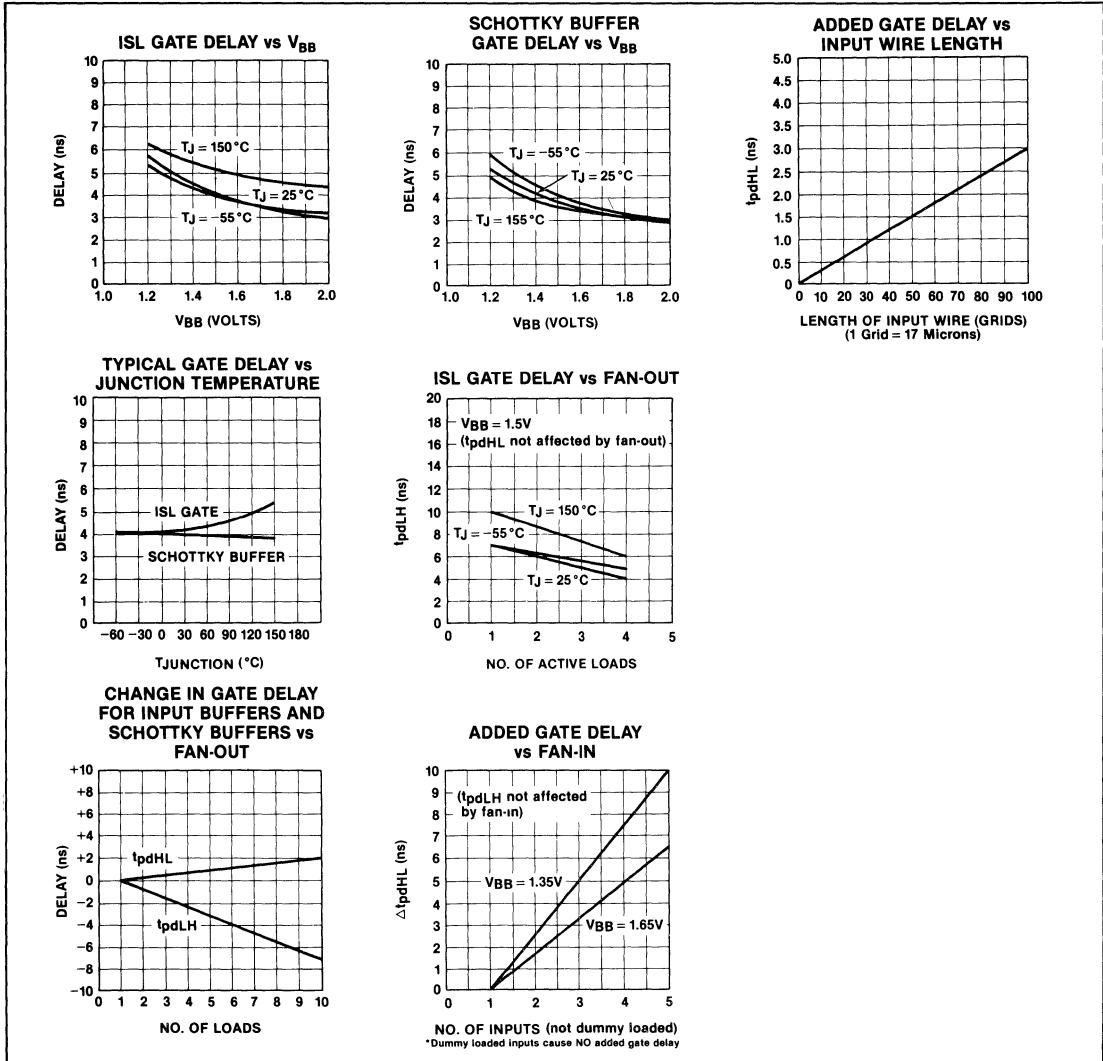 ISL GATE DELAY vs VBB
DELAY (ns)
10
9
8
7
6
5
4
3
2
1
0
TJ = 150°C
TJ = 25°C
TJ = -55°C
1.0 1.2 1.4 1.6 1.8 2.0
VBB (VOLTS)
SCHOTTKY BUFFER
GATE DELAY vs VBB
DELAY (ns)
10
9
8
7
6
5
4
3
2
1
0
TJ = -55°C
TJ = 25°C
TJ = 155°C
1.0 1.2 1.4 1.6 1.8 2.0
VBB (VOLTS)
ADDED GATE DELAY vs
INPUT WIRE LENGTH
tpdHL
5.0
4.5
4.0
3.5
3.0
2.5
2.0
1.5
1.0
0.5
0
0 10 20 30 40 50 60 70 80 90 100
LENGTH OF INPUT WIRE (GRIDS)
(1 Grid = 17 Microns)
TYPICAL GATE DELAY vs
JUNCTION TEMPERATURE
DELAY (ns)
10
9
8
7
6
5
4
3
2
1
0
ISL GATE
SCHOTTKY BUFFER
-60 -30 0 30 60 90 120 150 180
TJUNCTION (°C)
ISL GATE DELAY vs FAN-OUT
tpdLH (ns)
20
18
16
14
12
10
8
6
4
2
0
VBB = 1.5V
(tpdHL not affected by fan-out)
TJ = 150°C
TJ = -55°C
TJ = 25°C
0 1 2 3 4 5
NO. OF ACTIVE LOADS
CHANGE IN GATE DELAY
FOR INPUT BUFFERS AND
SCHOTTKY BUFFERS vs
FAN-OUT
DELAY (ns)
+10
+8
+6
+4
+2
0
-2
-4
-6
-8
-10
tpdHL
tpdLH
0 1 2 3 4 5 6 7 8 9 10
NO. OF LOADS
ADDED GATE DELAY
vs FAN-IN
ΔtpdHL (ns)
10
9
8
7
6
5
4
3
2
1
0
(tpdLH not affected
by fan-in)
VBB = 1.35V
VBB = 1.65V
0 1 2 3 4 5
NO. OF INPUTS (not dummy loaded)
*Dummy loaded inputs cause NO added gate delay